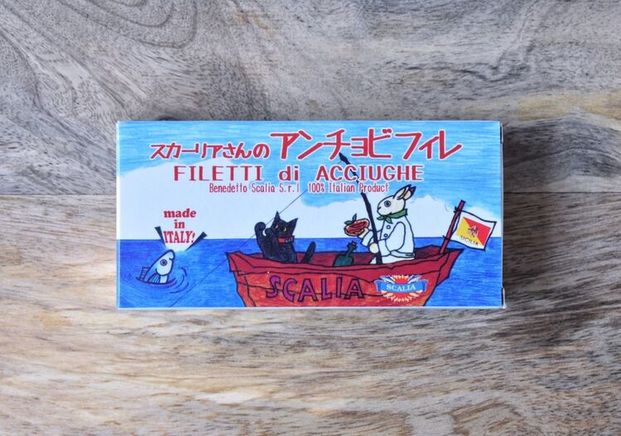 スカーリアさんの アンチョビフィレ
FILETTI di ACCIUGHE
Benedetto Scalia S.r.l 100% Italian Product
made
in
ITALY!
SICILIA
SCALIA
SCALIA